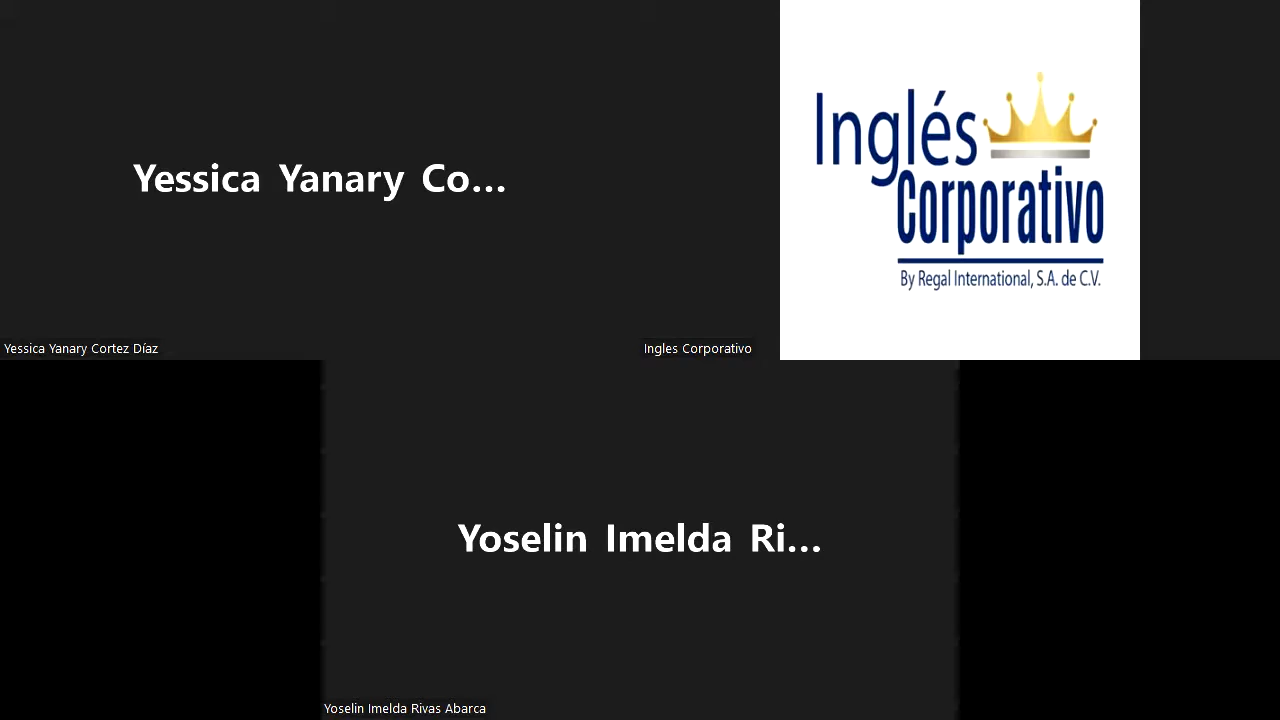 Yessica Yanary Co...
Inglés
Corporativo
By Regal International, S.A. de C.V.
Yessica Yanary Cortez Díaz
Ingles Corporativo
Yoselin Imelda Ri...
Yoselin Imelda Rivas Abarca